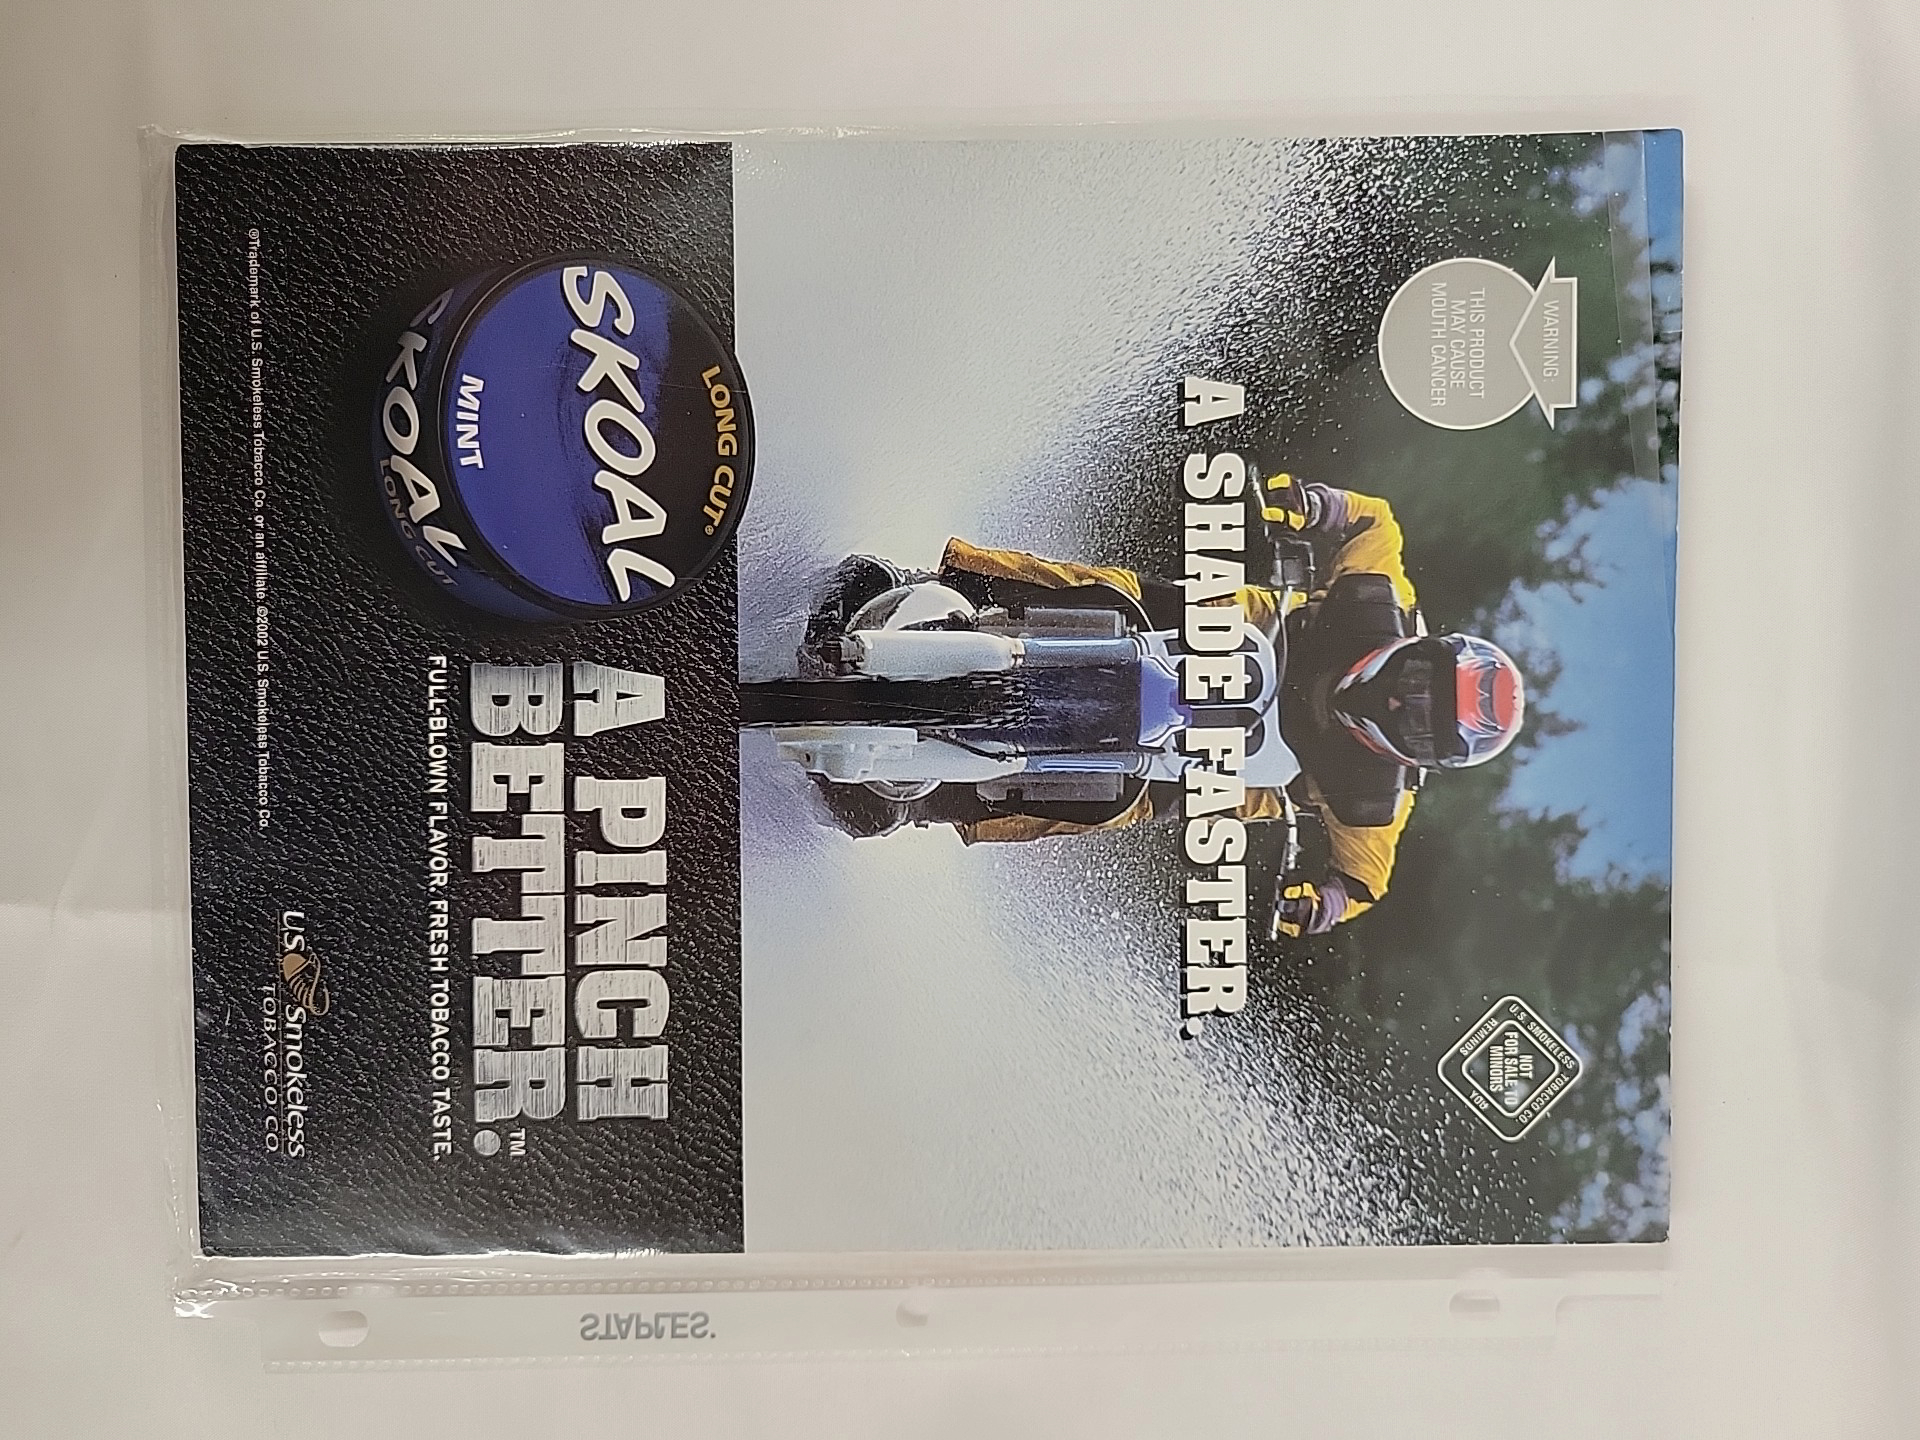 WARNING:
THIS PRODUCT
MAY CAUSE
MOUTH CANCER
U.S. SMOKELESS TOBACCO CO.
REMINDS
YOU
NOT
FOR SALE TO
MINORS
A SHADE FASTER.
LONG CUT®
SKOAL
MINT
SKOAL
LONG CUT
A PINCH
BETTER.™
FULL-BLOWN FLAVOR. FRESH TOBACCO TASTE.
US Smokeless
TOBACCO CO.
®Trademark of U.S. Smokeless Tobacco Co. or an affiliate. ©2002 U.S. Smokeless Tobacco Co.
STAPLES.